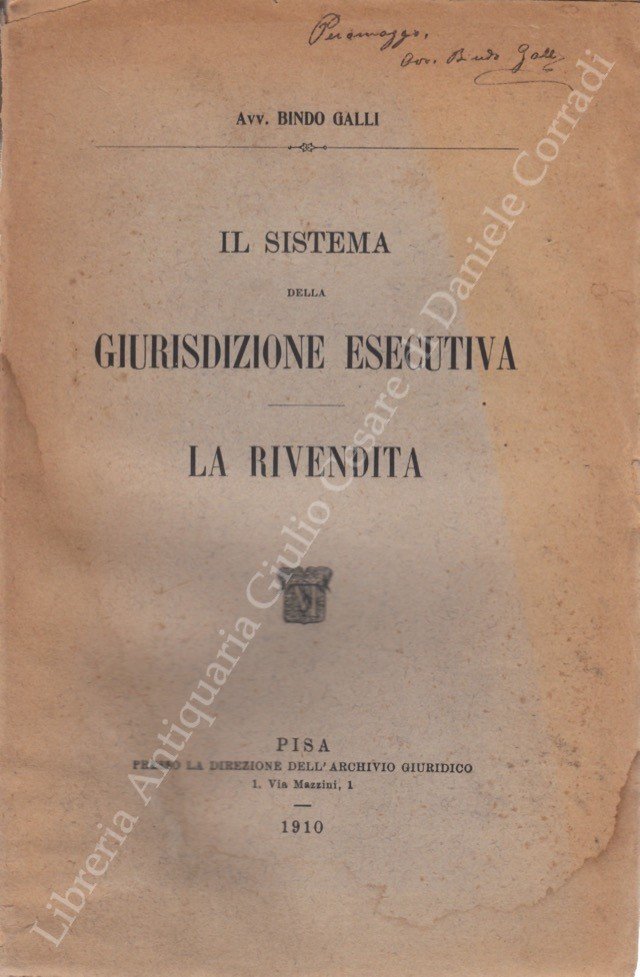 Per omaggio,
Avv. Bindo Galli
Avv. BINDO GALLI
IL SISTEMA
DELLA
GIURISDIZIONE ESECUTIVA
LA RIVENDITA
PISA
PRESSO LA DIREZIONE DELL'ARCHIVIO GIURIDICO
1. Via Mazzini, 1
1910
Libreria Antiquaria Giulio Cesare di Daniele Corradi